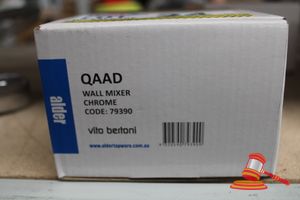 QAAD
WALL MIXER
CHROME
CODE: 79390
alder
vito bertoni
www.aldertapware.com.au